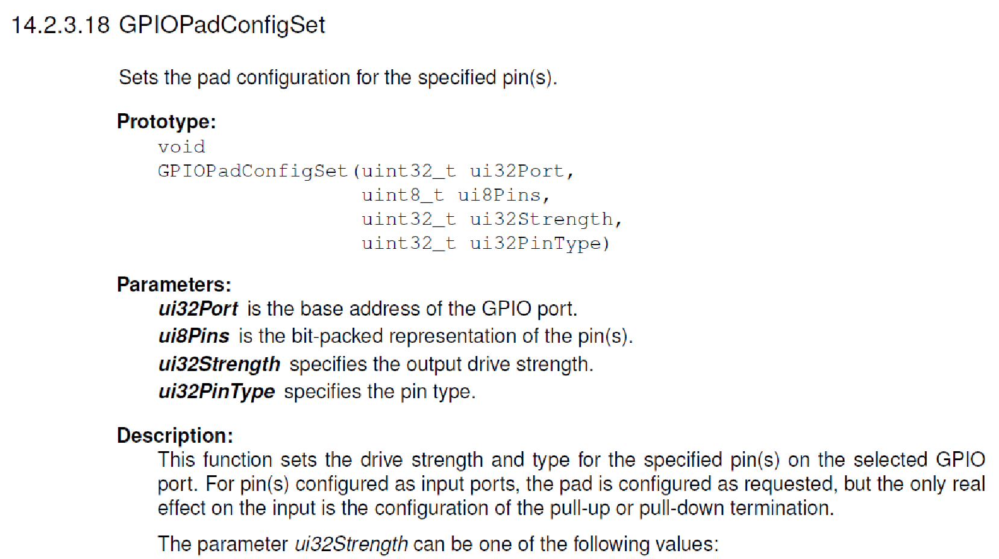 14.2.3.18 GPIOPadConfigSet
Sets the pad configuration for the specified pin(s).
Prototype:
void
GPIOPadConfigSet(uint32_t ui32Port,
uint8_t ui8Pins,
uint32_t ui32Strength,
uint32_t ui32PinType)
Parameters:
ui32Port is the base address of the GPIO port.
ui8Pins is the bit-packed representation of the pin(s).
ui32Strength specifies the output drive strength.
ui32PinType specifies the pin type.
Description:
This function sets the drive strength and type for the specified pin(s) on the selected GPIO
port. For pin(s) configured as input ports, the pad is configured as requested, but the only real
effect on the input is the configuration of the pull-up or pull-down termination.
The parameter ui32Strength can be one of the following values: